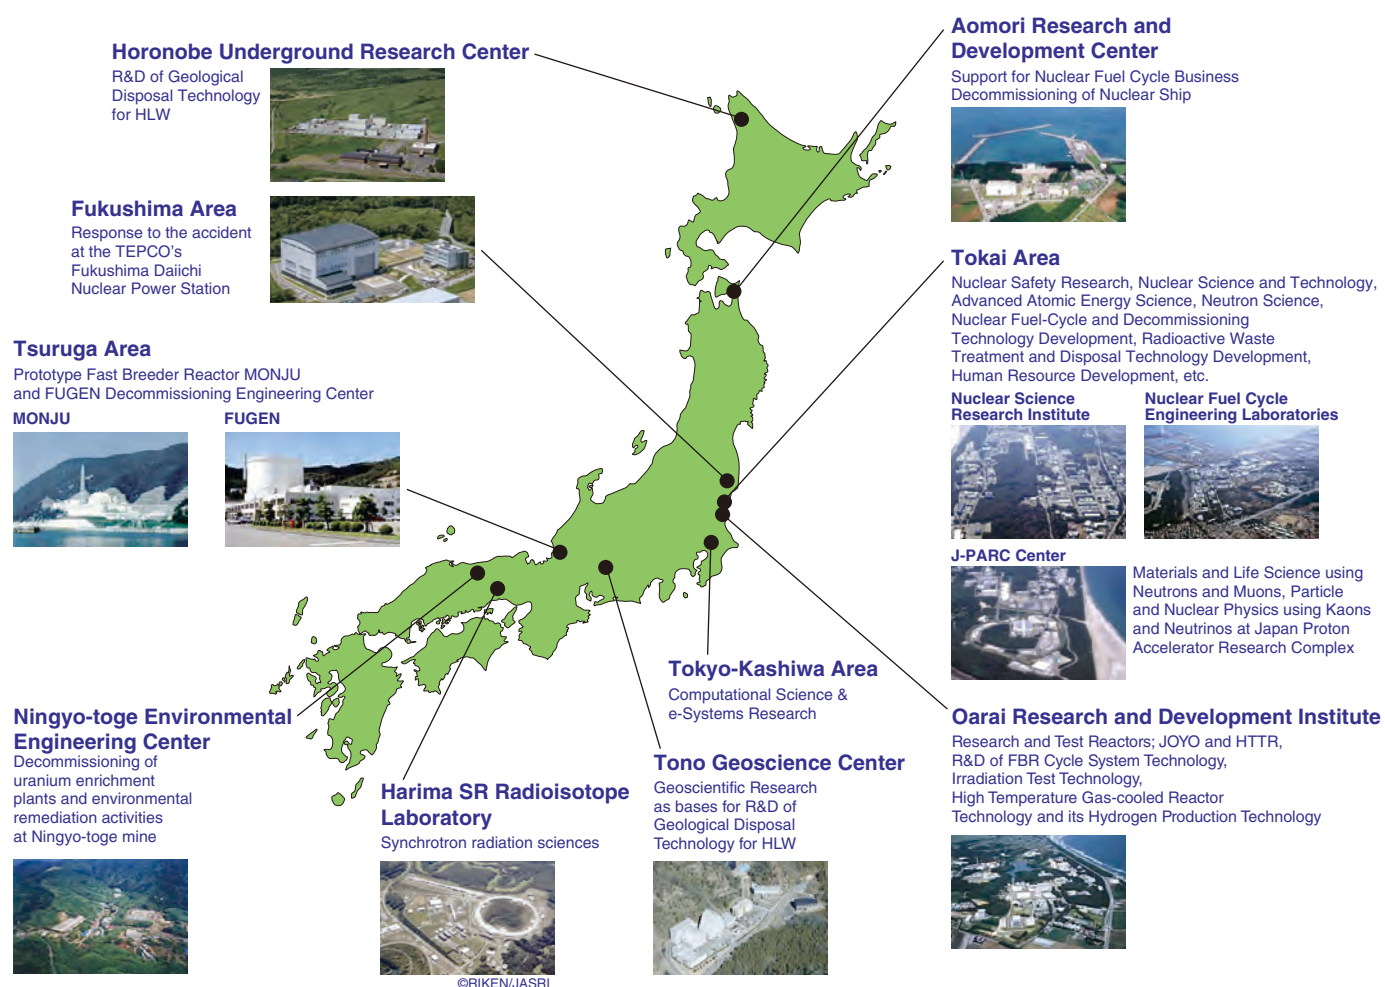 Horonobe Underground Research Center
R&D of Geological
Disposal Technology
for HLW
Aomori Research and
Development Center
Support for Nuclear Fuel Cycle Business
Decommissioning of Nuclear Ship
Fukushima Area
Response to the accident
at the TEPCO's
Fukushima Daiichi
Nuclear Power Station
Tokai Area
Nuclear Safety Research, Nuclear Science and Technology,
Advanced Atomic Energy Science, Neutron Science,
Nuclear Fuel-Cycle and Decommissioning
Technology Development, Radioactive Waste
Treatment and Disposal Technology Development,
Human Resource Development, etc.
Nuclear Science
Research Institute
Nuclear Fuel Cycle
Engineering Laboratories
J-PARC Center
Materials and Life Science using
Neutrons and Muons, Particle
and Nuclear Physics using Kaons
and Neutrinos at Japan Proton
Accelerator Research Complex
Tsuruga Area
Prototype Fast Breeder Reactor MONJU
and FUGEN Decommissioning Engineering Center
MONJU
FUGEN
Tokyo-Kashiwa Area
Computational Science &
e-Systems Research
Ningyo-toge Environmental
Engineering Center
Decommissioning of
uranium enrichment
plants and environmental
remediation activities
at Ningyo-toge mine
Harima SR Radioisotope
Laboratory
Synchrotron radiation sciences
©RIKEN/JASRI
Tono Geoscience Center
Geoscientific Research
as bases for R&D of
Geological Disposal
Technology for HLW
Oarai Research and Development Institute
Research and Test Reactors; JOYO and HTTR,
R&D of FBR Cycle System Technology,
Irradiation Test Technology,
High Temperature Gas-cooled Reactor
Technology and its Hydrogen Production Technology